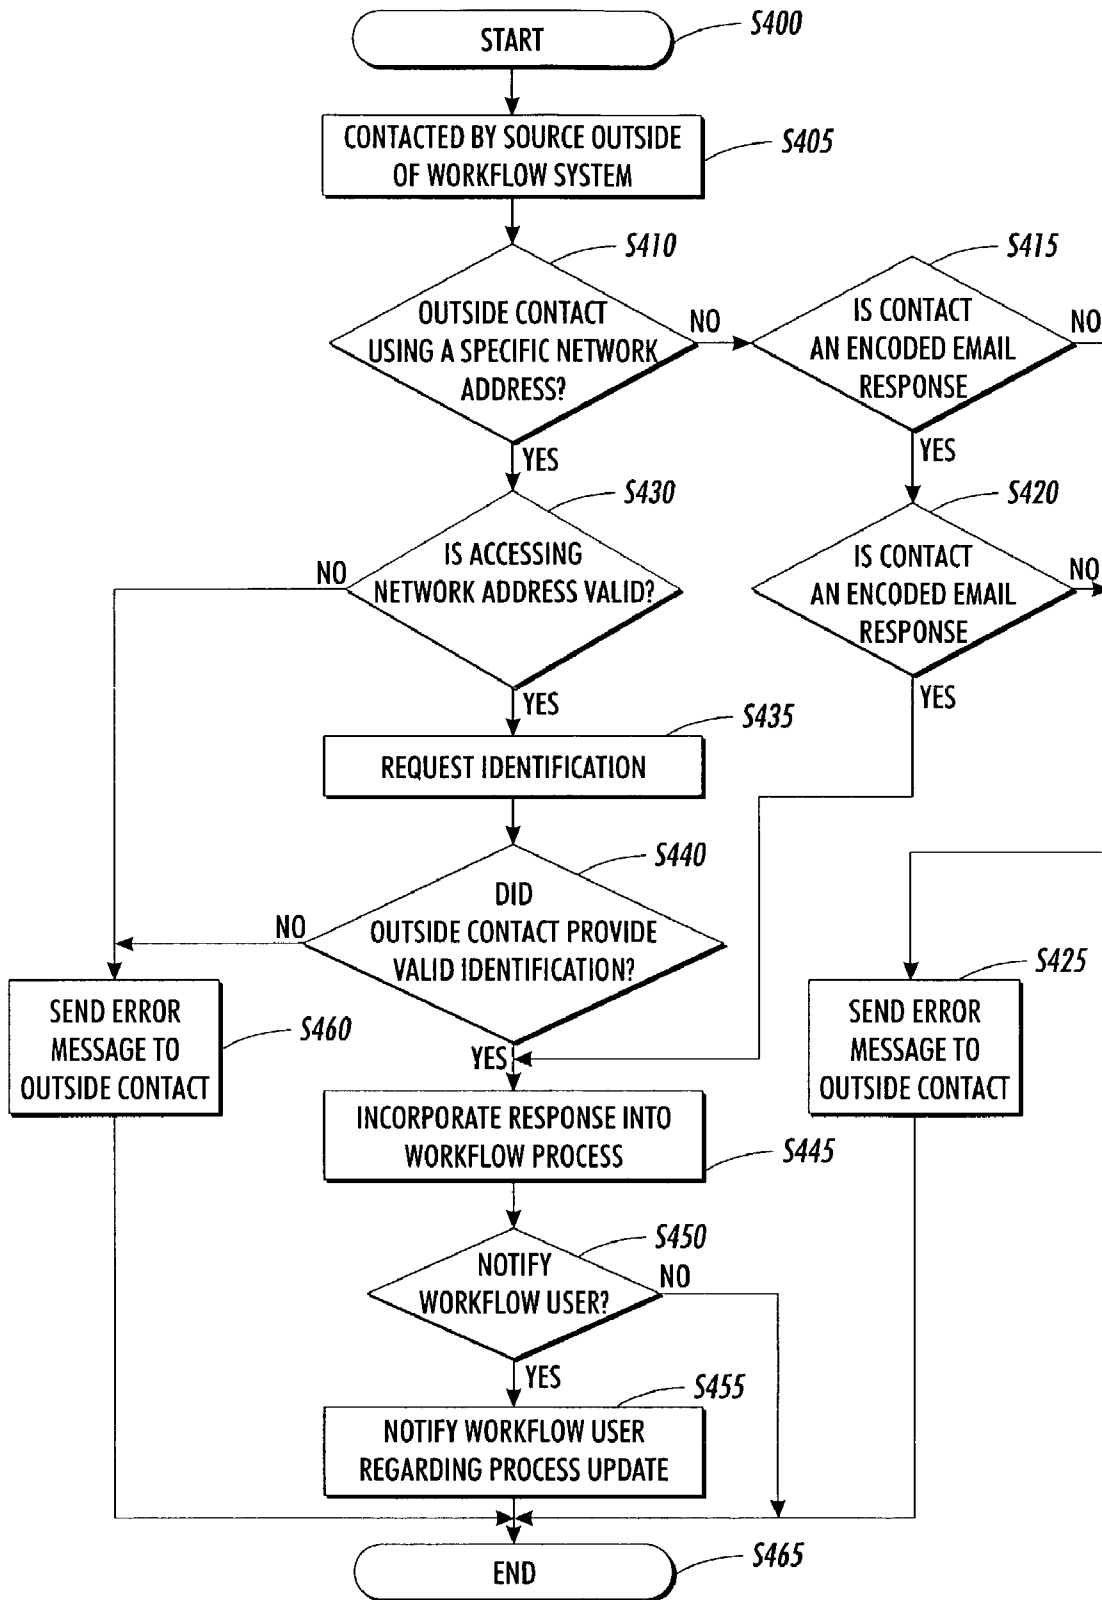 START
S400
CONTACTED BY SOURCE OUTSIDE
OF WORKFLOW SYSTEM
S405
S410
OUTSIDE CONTACT
USING A SPECIFIC NETWORK
ADDRESS?
NO
YES
S415
IS CONTACT
AN ENCODED EMAIL
RESPONSE
NO
YES
S430
IS ACCESSING
NETWORK ADDRESS VALID?
NO
YES
S420
IS CONTACT
AN ENCODED EMAIL
RESPONSE
NO
YES
S435
REQUEST IDENTIFICATION
S440
DID
OUTSIDE CONTACT PROVIDE
VALID IDENTIFICATION?
NO
YES
SEND ERROR
MESSAGE TO
OUTSIDE CONTACT
S460
S425
SEND ERROR
MESSAGE TO
OUTSIDE CONTACT
INCORPORATE RESPONSE INTO
WORKFLOW PROCESS
S445
S450
NOTIFY
WORKFLOW USER?
NO
YES
S455
NOTIFY WORKFLOW USER
REGARDING PROCESS UPDATE
END
S465